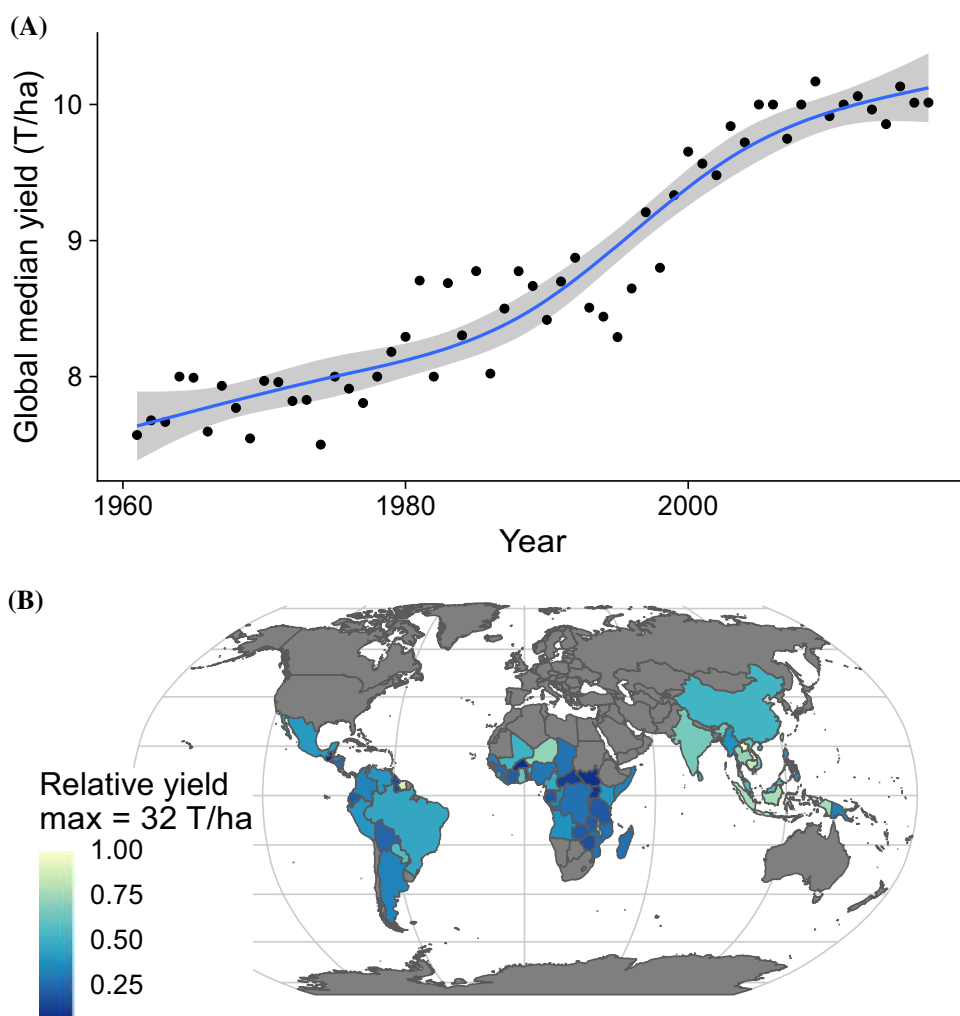 (A)
Global median yield (T/ha)
10
9
8
1960 1980 2000
Year
(B)
Relative yield
max = 32 T/ha
1.00
0.75
0.50
0.25